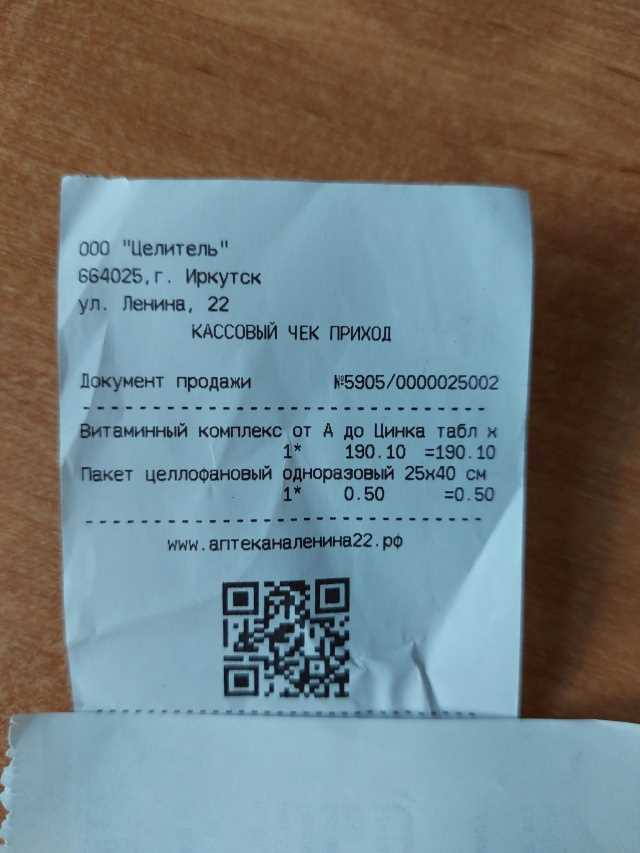 ООО "Целитель"
664025,г. Иркутск
ул. Ленина, 22
КАССОВЫЙ ЧЕК ПРИХОД
Документ продажи №5905/0000025002
Витаминный комплекс от А до Цинка табл х
1* 190.10 =190.10
Пакет целлофановый одноразовый 25х40 см
1* 0.50 =0.50
www.аптеканаленина22.рф